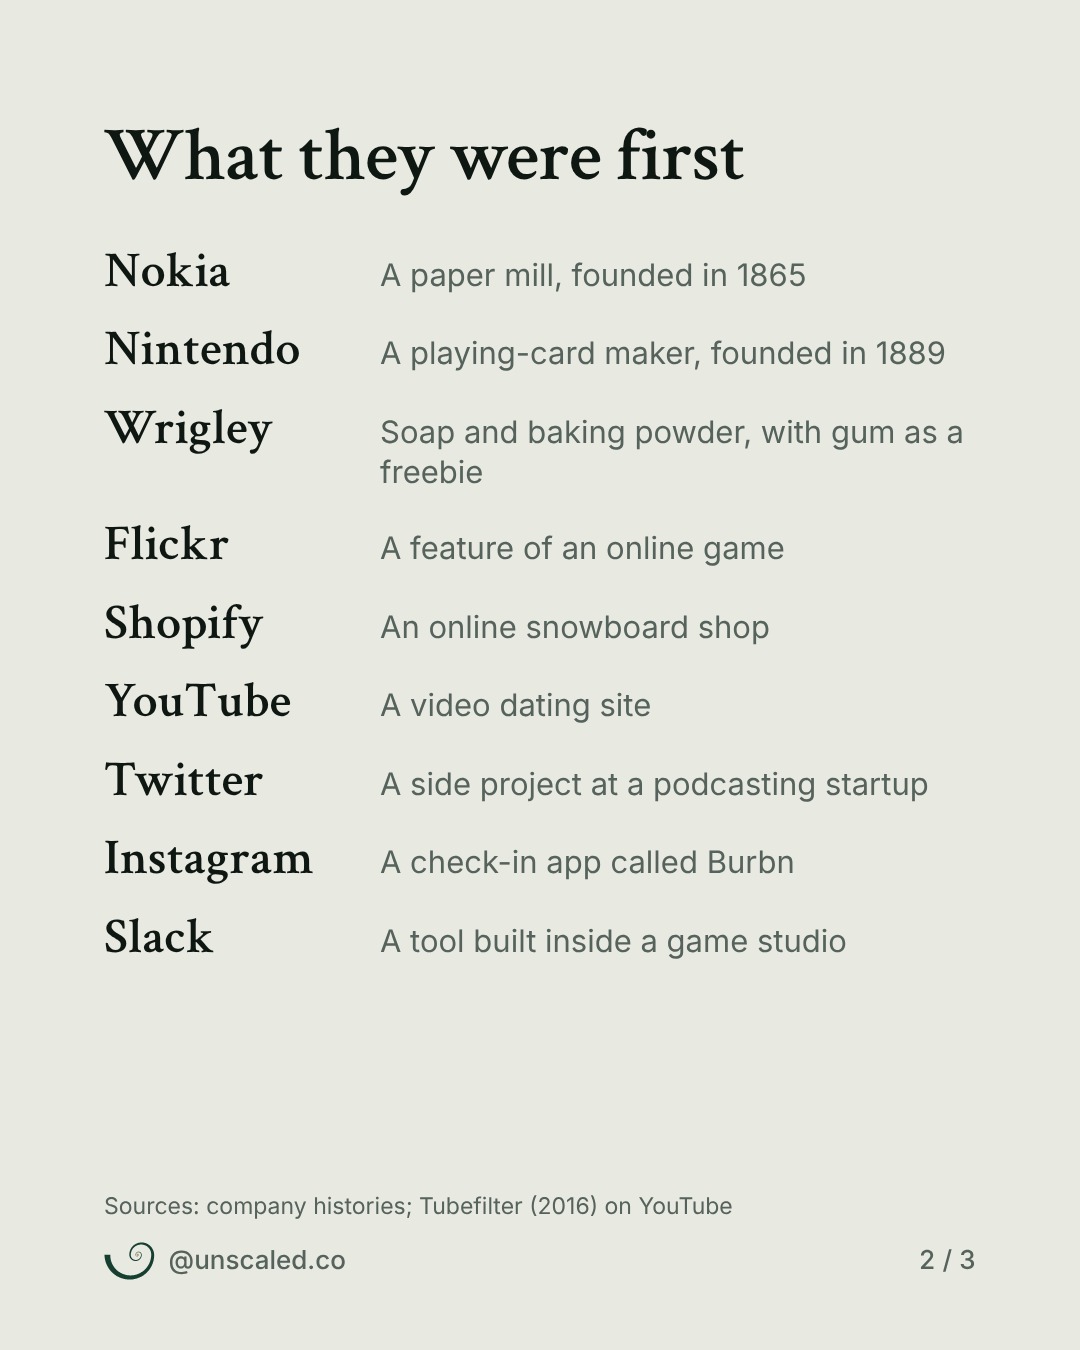 What they were first
Nokia A paper mill, founded in 1865
Nintendo A playing-card maker, founded in 1889
Wrigley Soap and baking powder, with gum as a
freebie
Flickr A feature of an online game
Shopify An online snowboard shop
YouTube A video dating site
Twitter A side project at a podcasting startup
Instagram A check-in app called Burbn
Slack A tool built inside a game studio
Sources: company histories; Tubefilter (2016) on YouTube
@unscaled.co 2 / 3